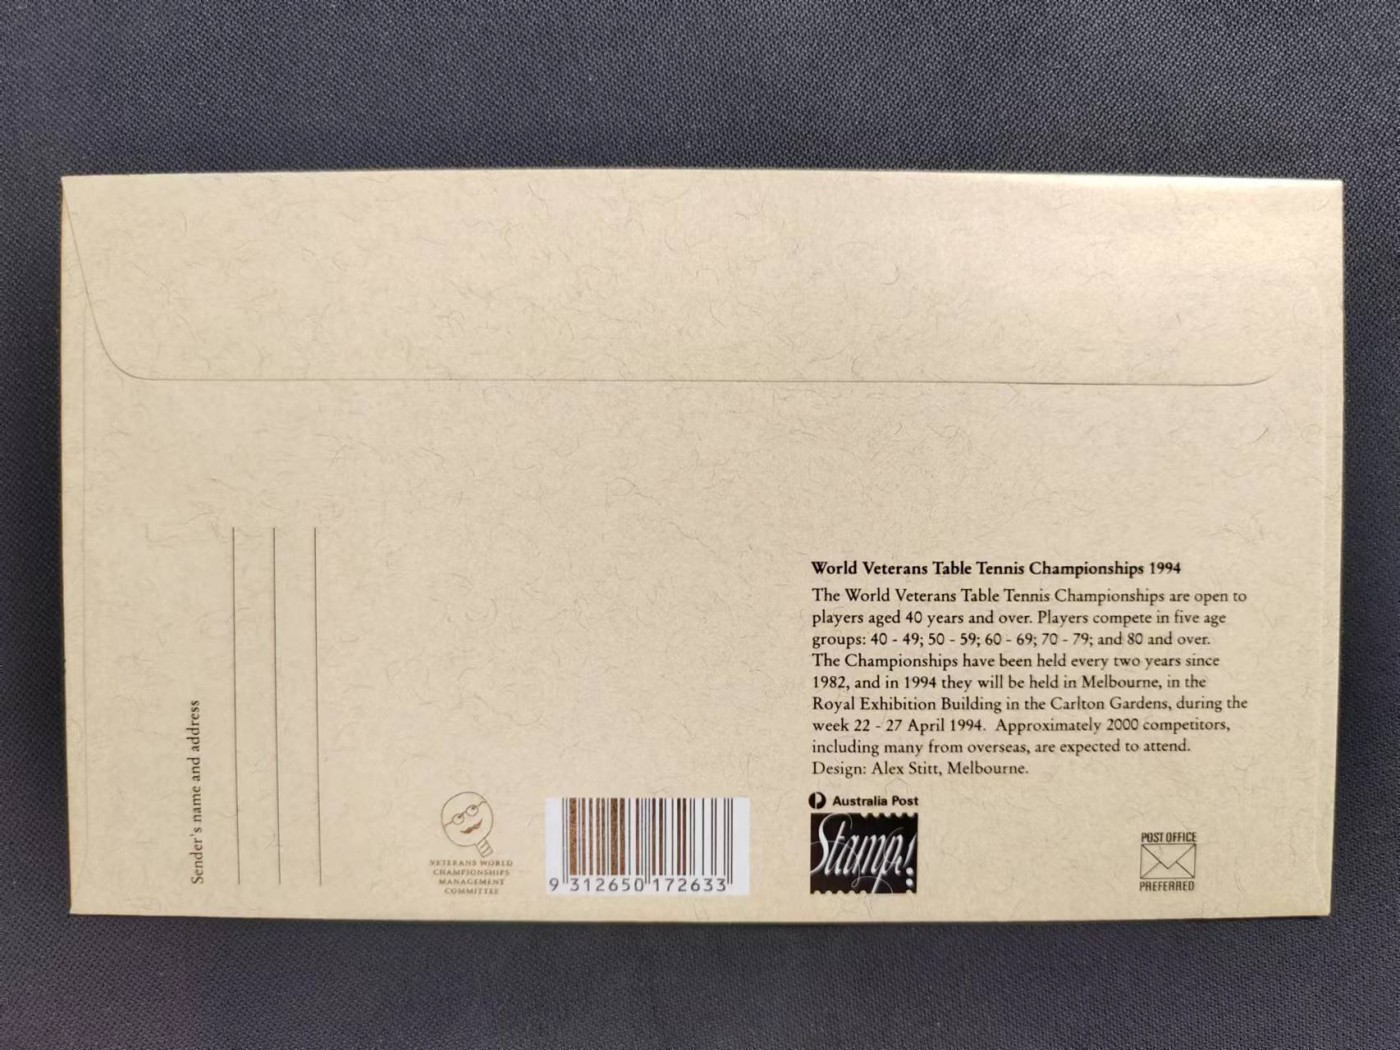 World Veterans Table Tennis Championships 1994
The World Veterans Table Tennis Championships are open to
players aged 40 years and over. Players compete in five age
groups: 40 - 49; 50 - 59; 60 - 69; 70 - 79; and 80 and over.
The Championships have been held every two years since
1982, and in 1994 they will be held in Melbourne, in the
Royal Exhibition Building in the Carlton Gardens, during the
week 22 - 27 April 1994. Approximately 2000 competitors,
including many from overseas, are expected to attend.
Design: Alex Stitt, Melbourne.
Sender's name and address
VETERANS WORLD
CHAMPIONSHIPS
MANAGEMENT
COMMITTEE
9 312650 172633
Australia Post
Stamp!
POST OFFICE
PREFERRED